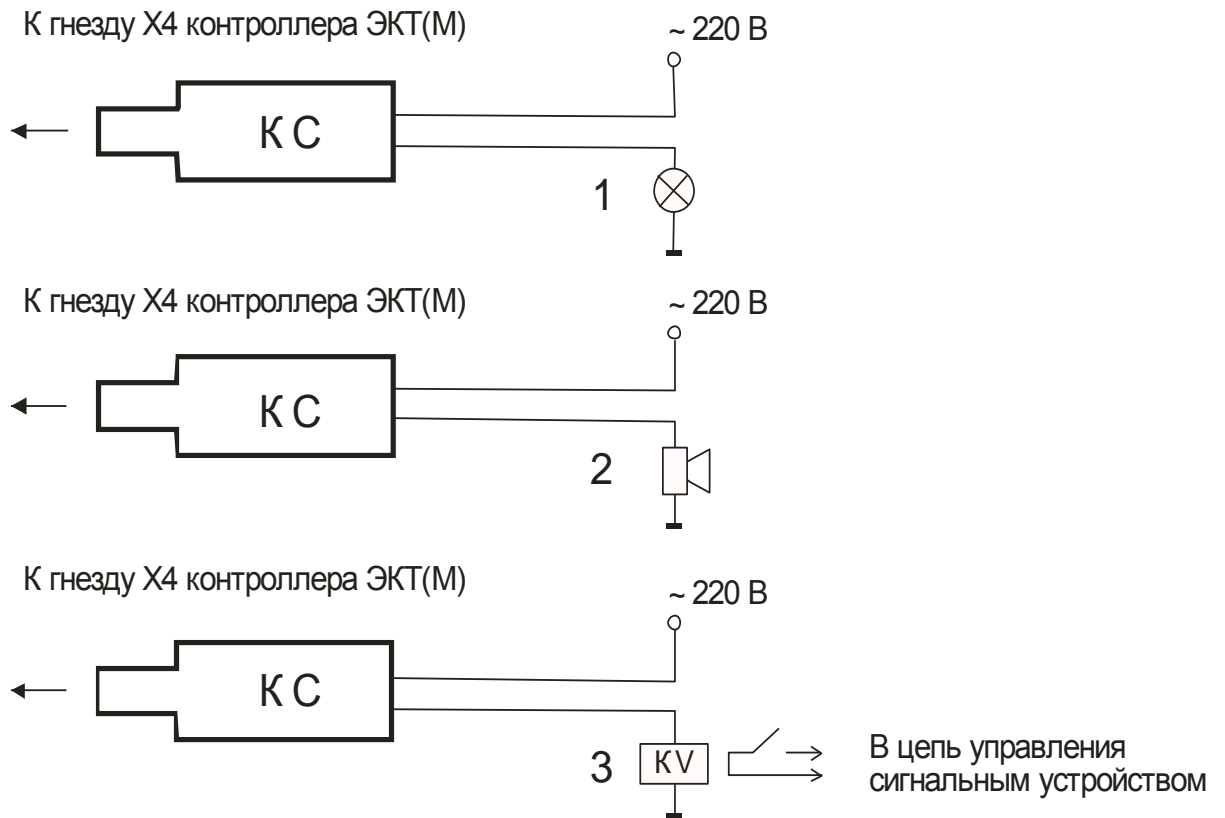 К гнезду Х4 контроллера ЭКТ(М)
~ 220 В
К С
1
К гнезду Х4 контроллера ЭКТ(М)
~ 220 В
К С
2
К гнезду Х4 контроллера ЭКТ(М)
~ 220 В
К С
3
KV
В цепь управления
сигнальным устройством